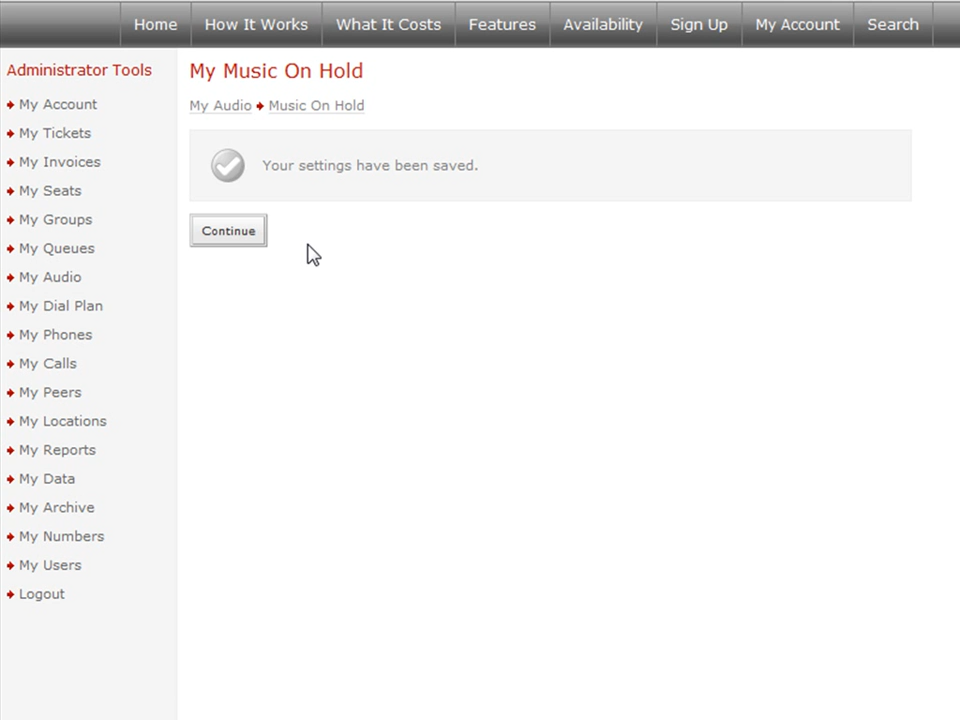 Home How It Works What It Costs Features Availability Sign Up My Account Search
Administrator Tools
My Account
My Tickets
My Invoices
My Seats
My Groups
My Queues
My Audio
My Dial Plan
My Phones
My Calls
My Peers
My Locations
My Reports
My Data
My Archive
My Numbers
My Users
Logout
My Music On Hold
My Audio Music On Hold
Your settings have been saved.
Continue